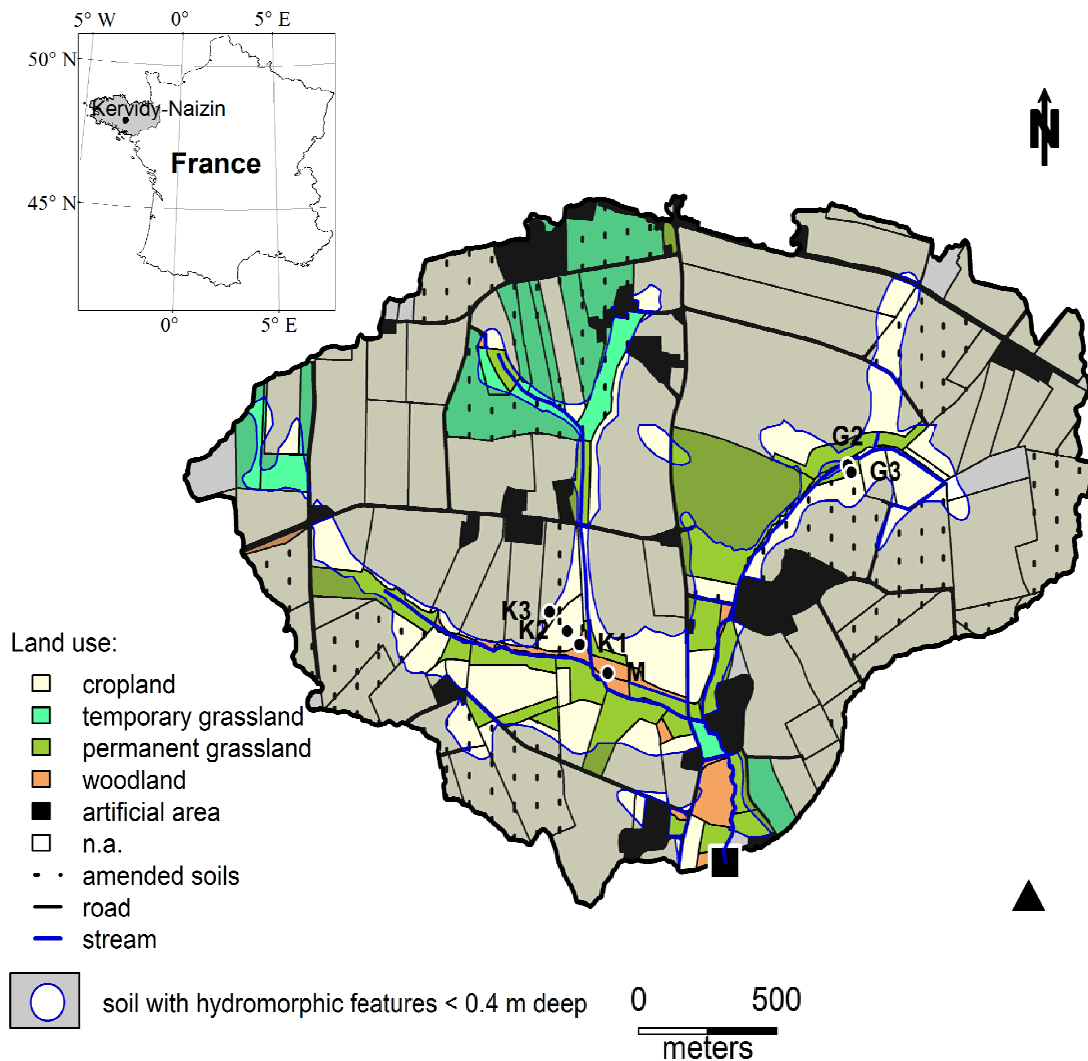 5° W 0° 5° E
50° N
Kervidy-Naizin
France
45° N
0° 5° E
N
G2
G3
K3
K2
K1
M
Land use:
cropland
temporary grassland
permanent grassland
woodland
artificial area
n.a.
amended soils
road
stream
soil with hydromorphic features < 0.4 m deep
0 500
meters